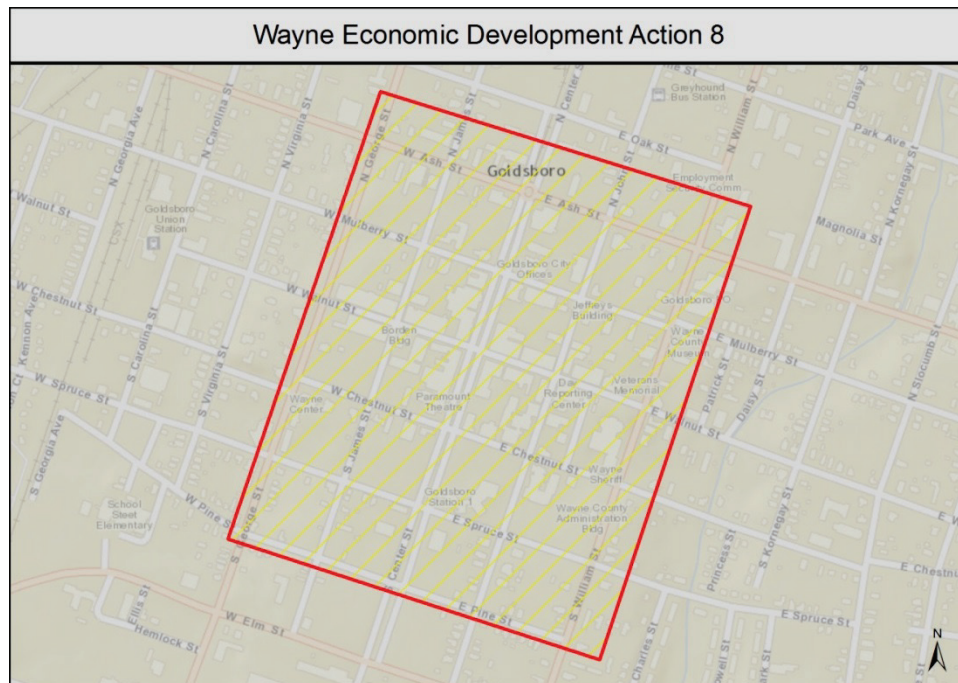 Wayne Economic Development Action 8
Daisy St
N Center St
Greyhound
Bus Station
N Carolina St
N Georgia Ave
N Virginia St
N George St
N James St
N William St
Park Ave
E Oak St
W Ash St
Goldsboro
N John St
Employment
Security Comm
N Kornegay St
E Ash St
Magnolia St
Walnut St
Goldsboro
Union
Station
CSX
W Mulberry St
Goldsboro City
Offices
W Chestnut St
W Walnut St
Jeffreys
Building
Goldsboro PO
Wayne
County
Museum
E Mulberry St
Borden
Bldg
Kennon Ave
S Carolina St
N Slocumb St
Patrick St
Daisy St
W Spruce St
S Virginia St
Wayne
Center
W Chestnut St
Paramount
Theatre
Day
Reporting
Center
Veterans
Memorial
E Walnut St
S James St
S Georgia Ave
E Chestnut St
Wayne
Sheriff
School
Street
Elementary
W Pine St
S George St
Goldsboro
Station 1
E Spruce St
Wayne County
Administration
Bldg
S Kornegay St
Princess St
Center St
E Chestnut
S William St
E Pine St
E Spruce St
Ellis St
Hemlock St
W Elm St
S Charles St
Park St
N